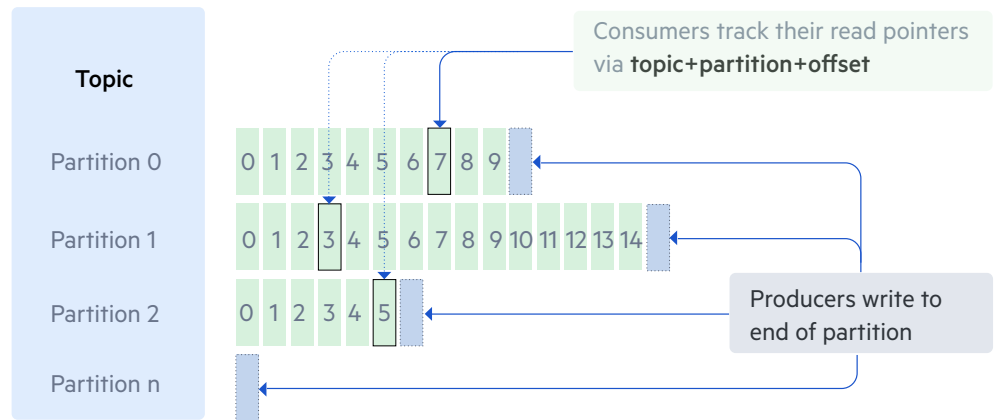 Consumers track their read pointers
via topic+partition+offset
Topic
Partition 0
0 1 2 3 4 5 6 7 8 9
Partition 1
0 1 2 3 4 5 6 7 8 9 10 11 12 13 14
Partition 2
0 1 2 3 4 5
Producers write to
end of partition
Partition n